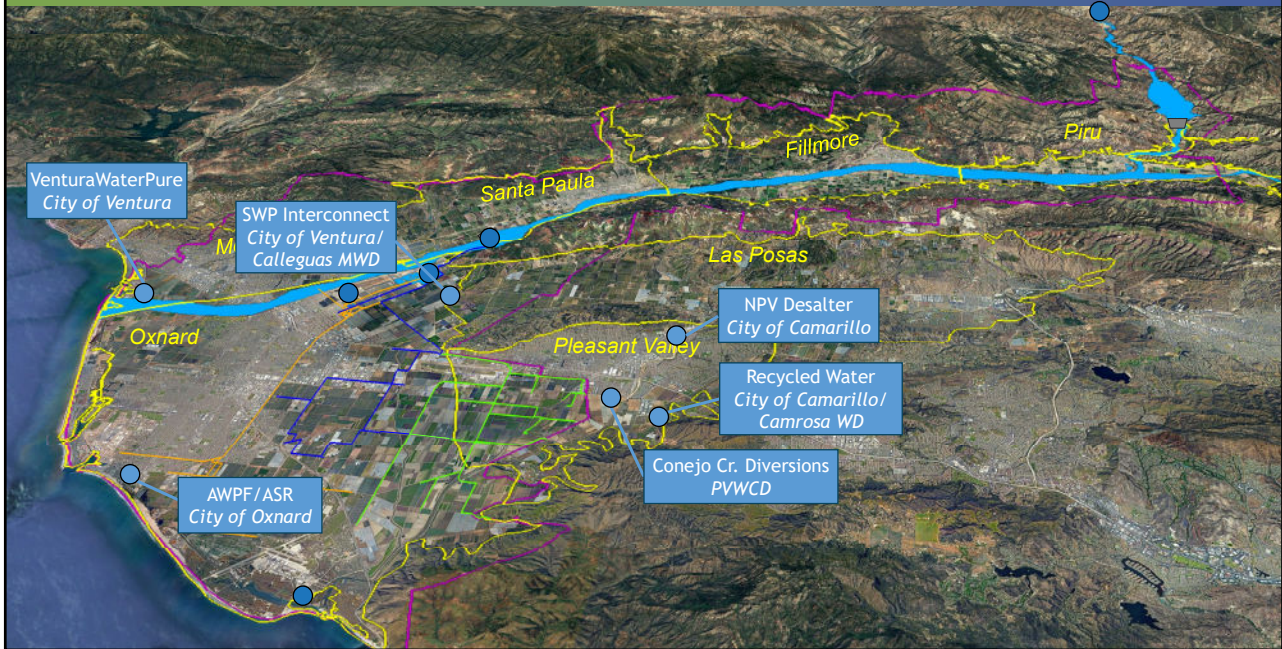 Piru
Fillmore
Santa Paula
VenturaWaterPure
City of Ventura
SWP Interconnect
City of Ventura/
Calleguas MWD
Las Posas
Oxnard
NPV Desalter
City of Camarillo
Pleasant Valley
Recycled Water
City of Camarillo/
Camrosa WD
Conejo Cr. Diversions
PVWCD
AWPF/ASR
City of Oxnard